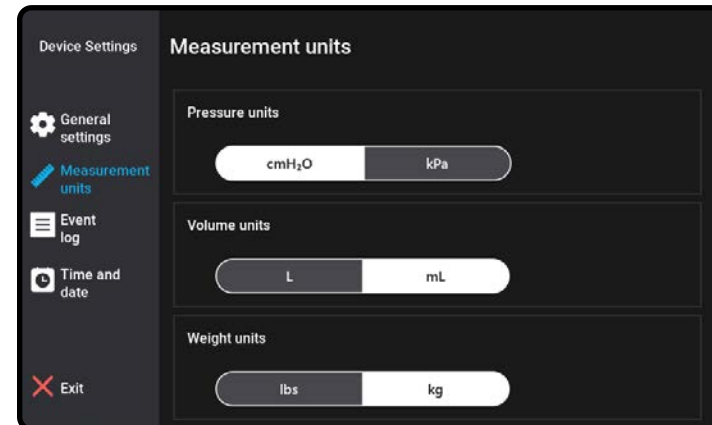 Device Settings
General
settings
Measurement
units
Event
log
Time and
date
Exit
Measurement units
Pressure units
cmH₂O kPa
Volume units
L mL
Weight units
lbs kg